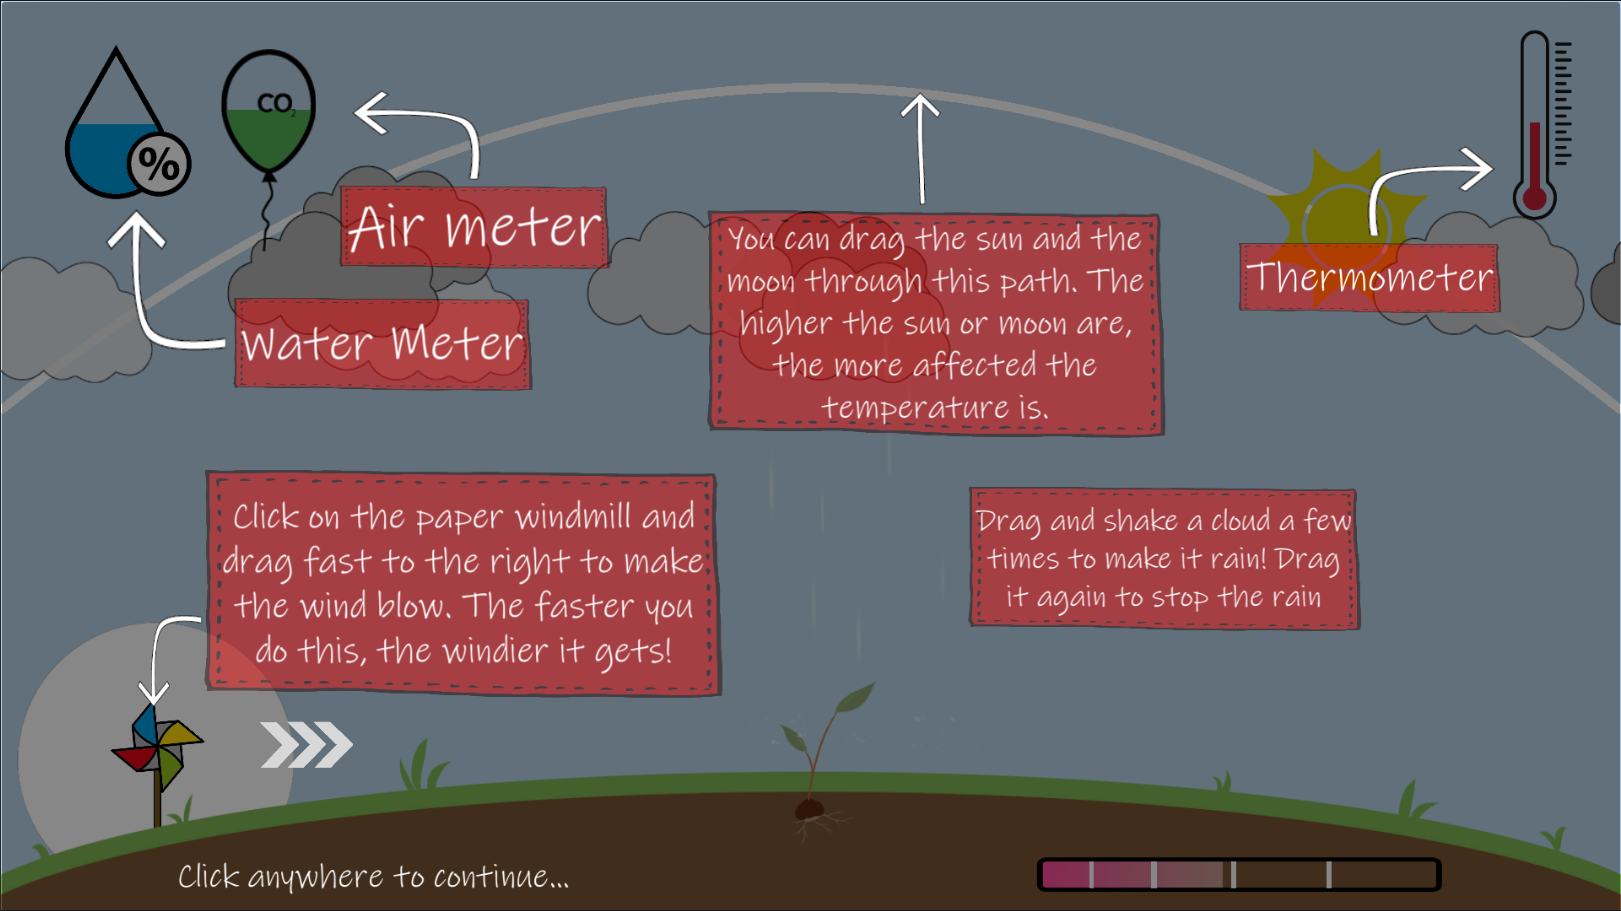 CO2
%
Air meter
Water Meter
You can drag the sun and the
moon through this path. The
higher the sun or moon are,
the more affected the
temperature is.
Thermometer
Click on the paper windmill and
drag fast to the right to make
the wind blow. The faster you
do this, the windier it gets!
Drag and shake a cloud a few
times to make it rain! Drag
it again to stop the rain
Click anywhere to continue...